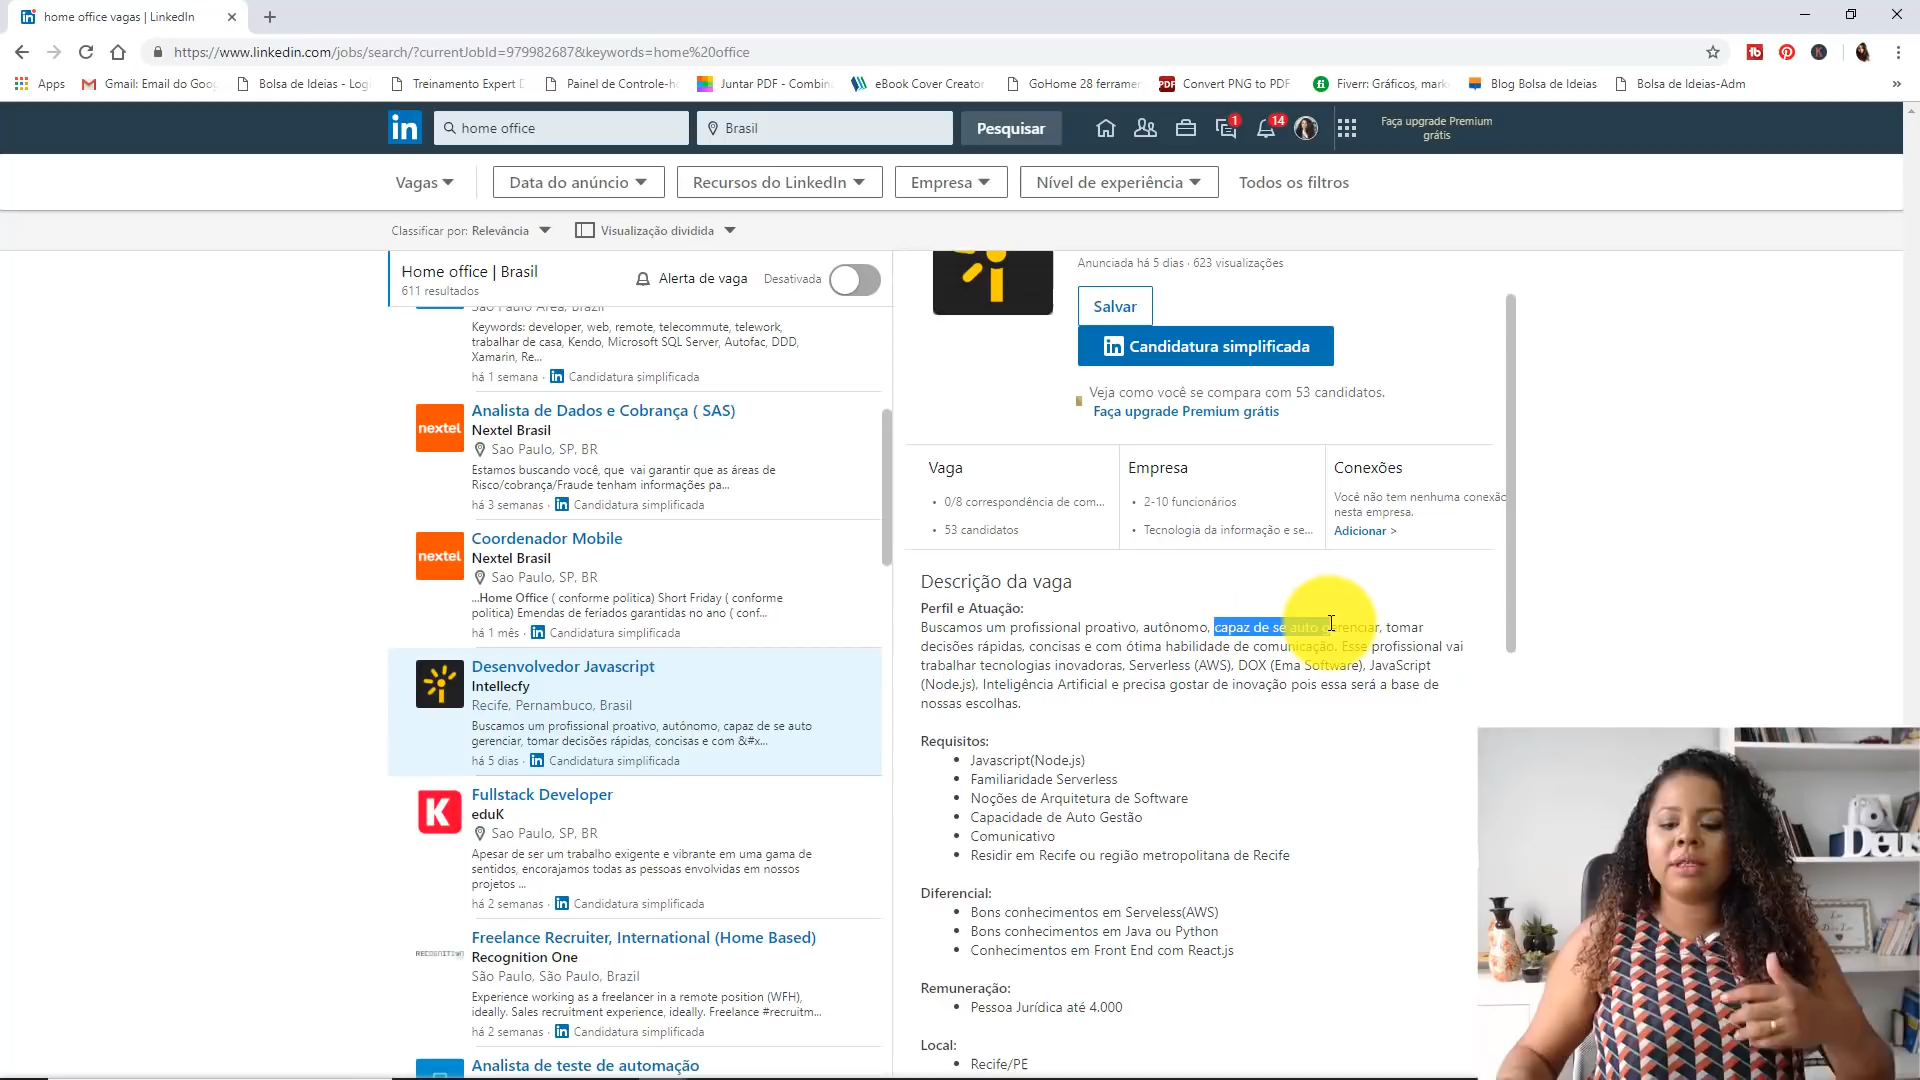 home office vagas | LinkedIn
https://www.linkedin.com/jobs/search/?currentJobId=979982687&keywords=home%20office
Apps
Gmail: Email do Goo
Bolsa de Ideias - Log
Treinamento Expert D
Painel de Controle-h
Juntar PDF - Combin
eBook Cover Creator
GoHome 28 ferramen
Convert PNG to PDF
Fiverr: Gráficos, mark
Blog Bolsa de Ideias
Bolsa de Ideias-Adm
home office
Brasil
Pesquisar
1
14
Faça upgrade Premium
grátis
Vagas
Data do anúncio
Recursos do LinkedIn
Empresa
Nível de experiência
Todos os filtros
Classificar por: Relevância
Visualização dividida
Home office | Brasil
611 resultados
Alerta de vaga
Desativada
São Paulo Area, Brazil
Keywords: developer, web, remote, telecommute, telework,
trabalhar de casa, Kendo, Microsoft SQL Server, Autofac, DDD,
Xamarin, Re...
há 1 semana · Candidatura simplificada
nextel
Analista de Dados e Cobrança ( SAS)
Nextel Brasil
Sao Paulo, SP, BR
Estamos buscando você, que vai garantir que as áreas de
Risco/cobrança/Fraude tenham informações pa...
há 3 semanas · Candidatura simplificada
nextel
Coordenador Mobile
Nextel Brasil
Sao Paulo, SP, BR
...Home Office ( conforme politica) Short Friday ( conforme
politica) Emendas de feriados garantidas no ano ( conf...
há 1 mês · Candidatura simplificada
Desenvolvedor Javascript
Intellecfy
Recife, Pernambuco, Brasil
Buscamos um profissional proativo, autônomo, capaz de se auto
gerenciar, tomar decisões rápidas, concisas e com &#x...
há 5 dias · Candidatura simplificada
K
Fullstack Developer
eduK
Sao Paulo, SP, BR
Apesar de ser um trabalho exigente e vibrante em uma gama de
sentidos, encorajamos todas as pessoas envolvidas em nossos
projetos ...
há 2 semanas · Candidatura simplificada
Freelance Recruiter, International (Home Based)
Recognition One
São Paulo, São Paulo, Brazil
Experience working as a freelancer in a remote position (WFH),
ideally. Sales recruitment experience, ideally. Freelance #recruitm...
há 2 semanas · Candidatura simplificada
Analista de teste de automação
Anunciada há 5 dias · 623 visualizações
Salvar
Candidatura simplificada
Veja como você se compara com 53 candidatos.
Faça upgrade Premium grátis
Vaga
• 0/8 correspondência de com...
• 53 candidatos
Empresa
• 2-10 funcionários
• Tecnologia da informação e se...
Conexões
Você não tem nenhuma conexão
nesta empresa.
Adicionar >
Descrição da vaga
Perfil e Atuação:
Buscamos um profissional proativo, autônomo, capaz de se auto gerenciar, tomar
decisões rápidas, concisas e com ótima habilidade de comunicação. Esse profissional vai
trabalhar tecnologias inovadoras, Serverless (AWS), DOX (Ema Software), JavaScript
(Node.js), Inteligência Artificial e precisa gostar de inovação pois essa será a base de
nossas escolhas.
Requisitos:
• Javascript(Node.js)
• Familiaridade Serverless
• Noções de Arquitetura de Software
• Capacidade de Auto Gestão
• Comunicativo
• Residir em Recife ou região metropolitana de Recife
Diferencial:
• Bons conhecimentos em Serveless(AWS)
• Bons conhecimentos em Java ou Python
• Conhecimentos em Front End com React.js
Remuneração:
• Pessoa Jurídica até 4.000
Local:
• Recife/PE
Deus